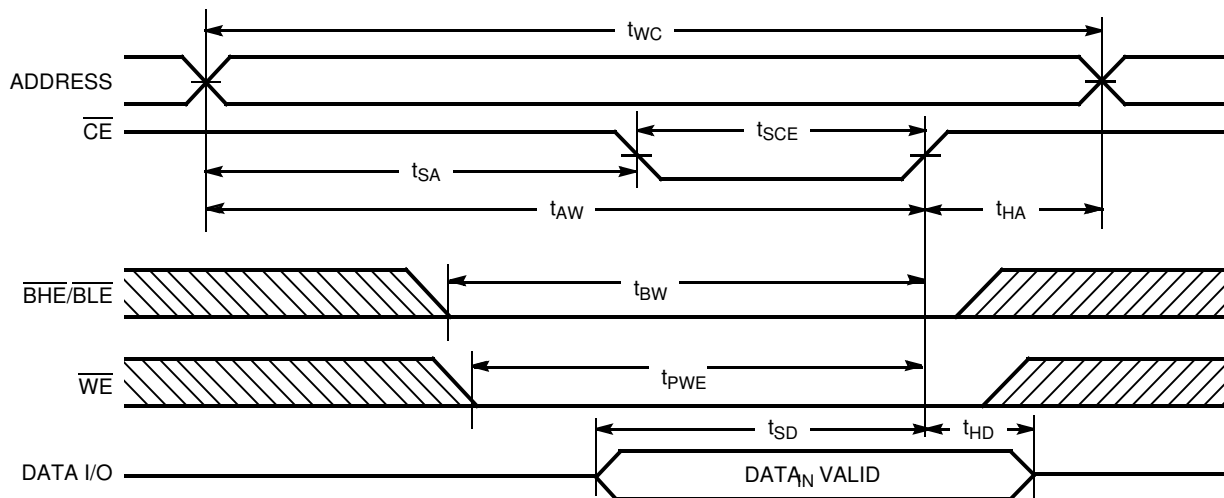 tWC
ADDRESS
CE
tSCE
tSA
tAW
tHA
BHE/BLE
tBW
WE
tPWE
tSD
tHD
DATA I/O
DATAIN VALID